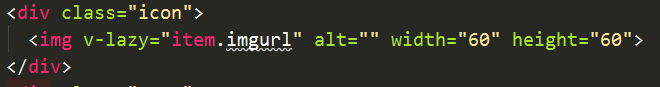 <div class="icon">
<img v-lazy="item.imgurl" alt="" width="60" height="60">
</div>